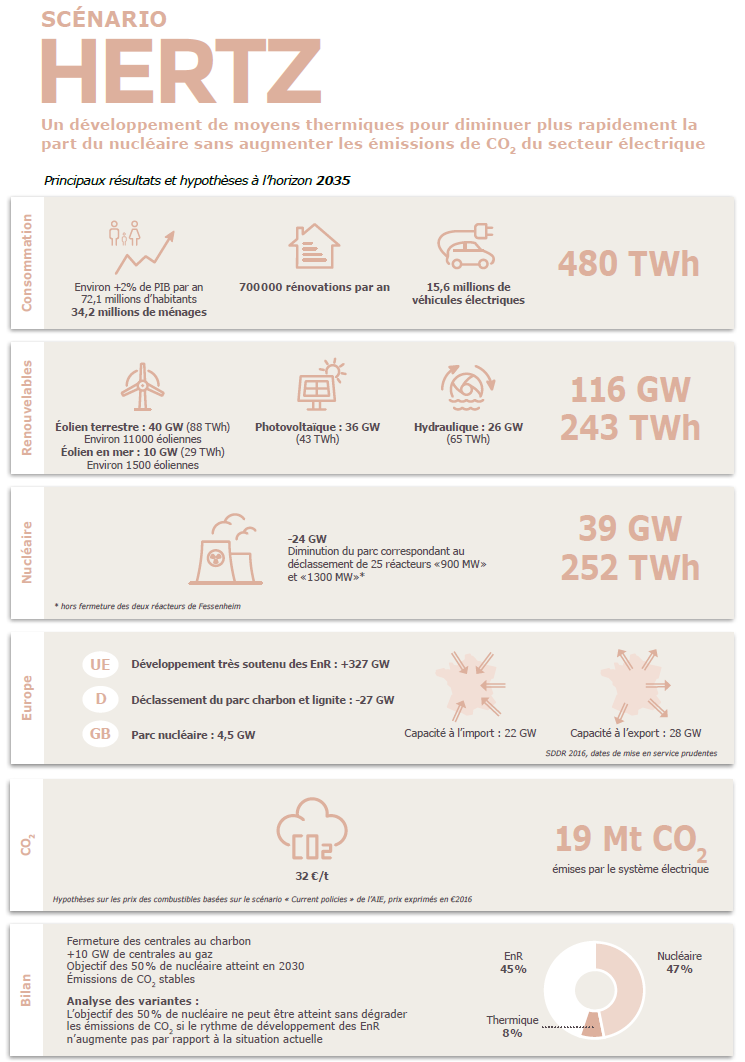 SCÉNARIO
HERTZ
Un développement de moyens thermiques pour diminuer plus rapidement la
part du nucléaire sans augmenter les émissions de CO2 du secteur électrique
Principaux résultats et hypothèses à l’horizon 2035
Consommation
Environ +2% de PIB par an
72,1 millions d’habitants
34,2 millions de ménages
700000 rénovations par an
15,6 millions de
véhicules électriques
480 TWh
Renouvelables
Éolien terrestre : 40 GW (88 TWh)
Environ 11000 éoliennes
Éolien en mer : 10 GW (29 TWh)
Environ 1500 éoliennes
Photovoltaïque : 36 GW
(43 TWh)
Hydraulique : 26 GW
(65 TWh)
116 GW
243 TWh
Nucléaire
-24 GW
Diminution du parc correspondant au
déclassement de 25 réacteurs «900 MW»
et «1300 MW»*
39 GW
252 TWh
* hors fermeture des deux réacteurs de Fessenheim
Europe
UE
Développement très soutenu des EnR : +327 GW
D
Déclassement du parc charbon et lignite : -27 GW
GB
Parc nucléaire : 4,5 GW
Capacité à l’import : 22 GW
Capacité à l’export : 28 GW
SDDR 2016, dates de mise en service prudentes
CO2
CO2
32 €/t
19 Mt CO2
émises par le système électrique
Hypothèses sur les prix des combustibles basées sur le scénario « Current policies » de l’AIE, prix exprimés en €2016
Bilan
Fermeture des centrales au charbon
+10 GW de centrales au gaz
Objectif des 50% de nucléaire atteint en 2030
Émissions de CO2 stables
Analyse des variantes :
L’objectif des 50% de nucléaire ne peut être atteint sans dégrader
les émissions de CO2 si le rythme de développement des EnR
n’augmente pas par rapport à la situation actuelle
EnR
45%
Nucléaire
47%
Thermique
8%